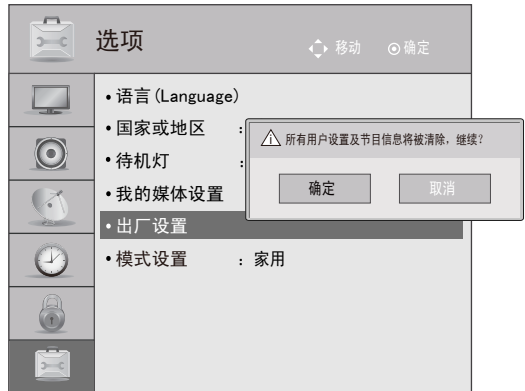 选项
移动 确定
• 语言(Language)
• 国家或地区 :
• 待机灯 :
• 我的媒体设置
• 出厂设置
• 模式设置 : 家用
所有用户设置及节目信息将被清除，继续?
确定
取消